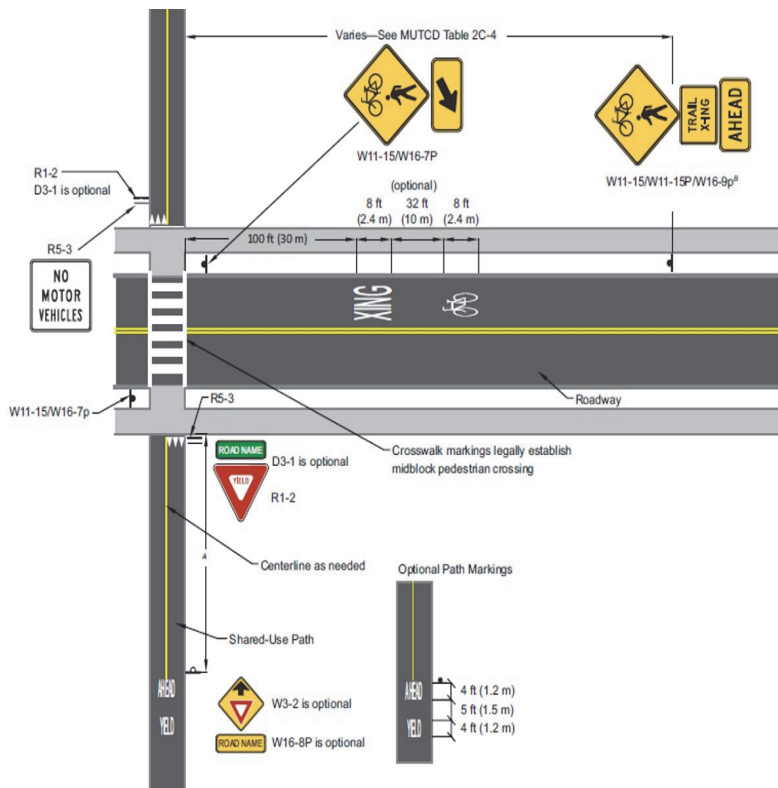 Varies—See MUTCD Table 2C-4
TRAIL
X-ING
AHEAD
W11-15/W16-7P
W11-15/W11-15P/W16-9pᴮ
R1-2
D3-1 is optional
(optional)
8 ft 32 ft 8 ft
(2.4 m) (10 m) (2.4 m)
100 ft (30 m)
R5-3
NO
MOTOR
VEHICLES
XING
W11-15/W16-7p
R5-3
Roadway
ROAD NAME
D3-1 is optional
YIELD
R1-2
Crosswalk markings legally establish
midblock pedestrian crossing
A
Centerline as needed
Optional Path Markings
Shared-Use Path
AHEAD
YIELD
W3-2 is optional
ROAD NAME
W16-8P is optional
AHEAD
YIELD
4 ft (1.2 m)
5 ft (1.5 m)
4 ft (1.2 m)